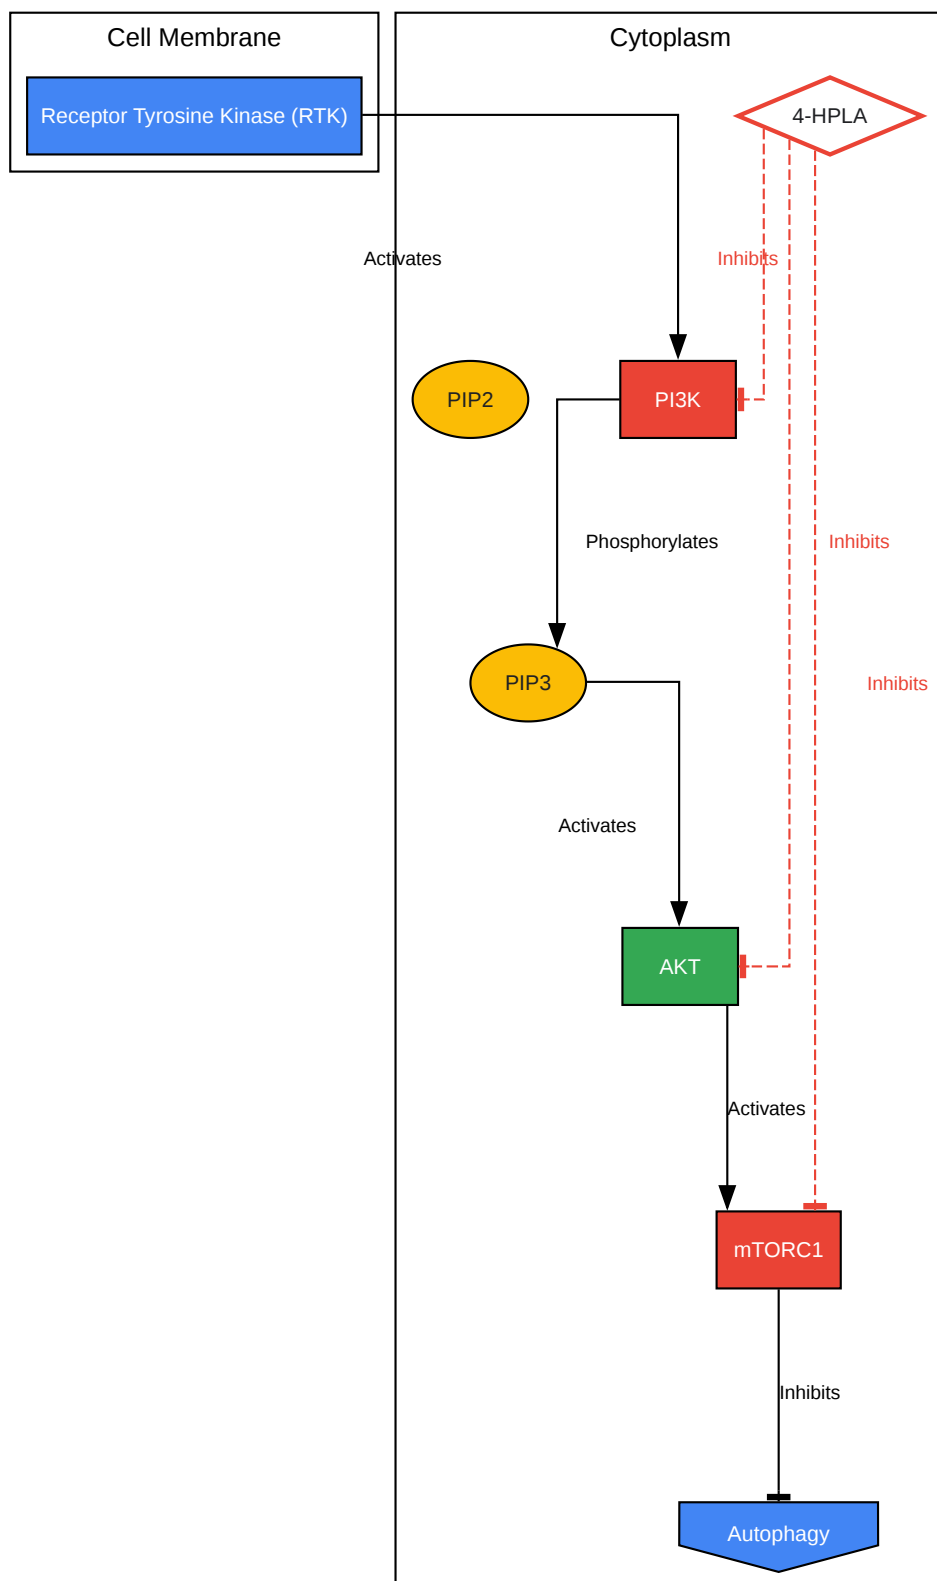 Cell Membrane
Cytoplasm
Receptor Tyrosine Kinase (RTK)
4-HPLA
Activates
Inhibits
PIP2
PI3K
Phosphorylates
Inhibits
PIP3
Inhibits
Activates
AKT
Activates
mTORC1
Inhibits
Autophagy